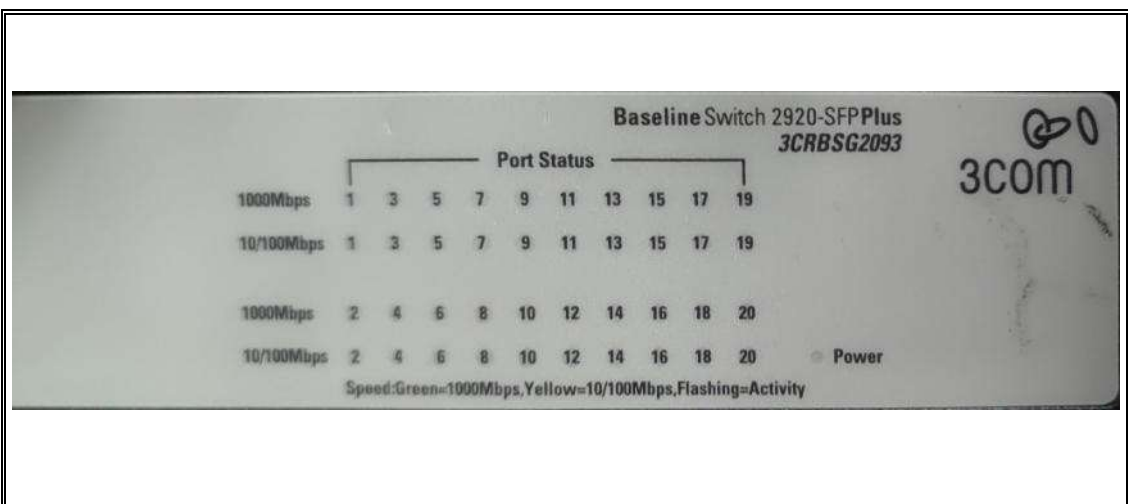 Baseline Switch 2920-SFP Plus
3CRBSG2093
3com
Port Status
1000Mbps 1 3 5 7 9 11 13 15 17 19
10/100Mbps 1 3 5 7 9 11 13 15 17 19
1000Mbps 2 4 6 8 10 12 14 16 18 20
10/100Mbps 2 4 6 8 10 12 14 16 18 20 Power
Speed:Green=1000Mbps,Yellow=10/100Mbps,Flashing=Activity